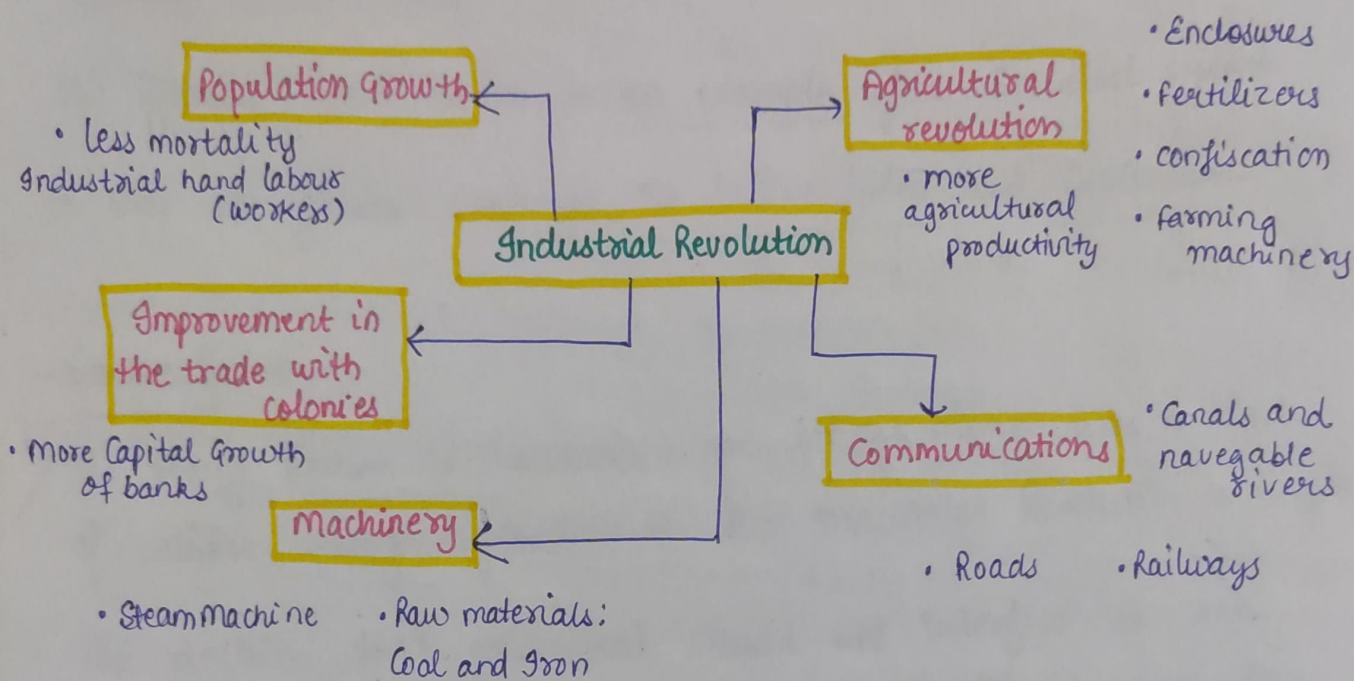 Population Growth
• less mortality
Industrial hand labour
(workers)
Agricultural
revolution
• more
agricultural
productivity
• Enclosures
• fertilizers
• confiscation
• farming
machinery
Industrial Revolution
Improvement in
the trade with
colonies
• More Capital Growth
of banks
Machinery
• Steam Machine
• Raw materials:
Coal and Iron
Communications
• Canals and
navegable
rivers
• Roads
• Railways